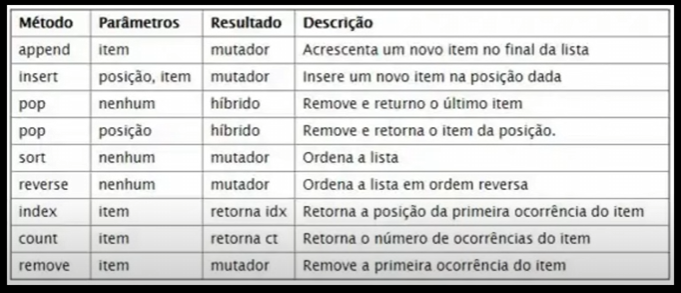 Método Parâmetros Resultado Descrição
append item mutador Acrescenta um novo item no final da lista
insert posição, item mutador Insere um novo item na posição dada
pop nenhum híbrido Remove e returno o último item
pop posição híbrido Remove e retorna o item da posição.
sort nenhum mutador Ordena a lista
reverse nenhum mutador Ordena a lista em ordem reversa
index item retorna idx Retorna a posição da primeira ocorrência do item
count item retorna ct Retorna o número de ocorrências do item
remove item mutador Remove a primeira ocorrência do item